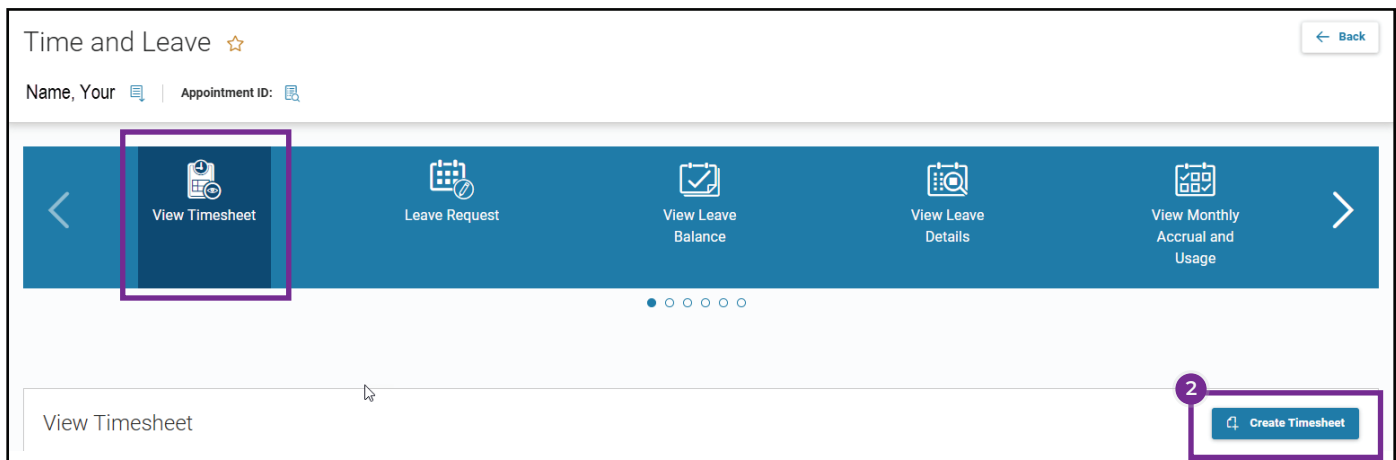 Time and Leave
Back
Name, Your
Appointment ID:
View Timesheet
Leave Request
View Leave
Balance
View Leave
Details
View Monthly
Accrual and
Usage
2
View Timesheet
Create Timesheet